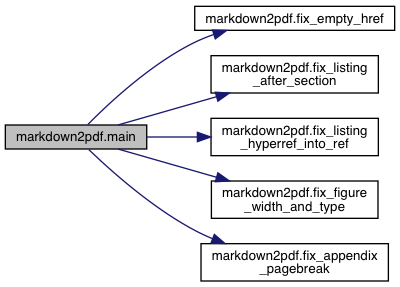 markdown2pdf.fix_empty_href
markdown2pdf.fix_listing
_after_section
markdown2pdf.main
markdown2pdf.fix_listing
_hyperref_into_ref
markdown2pdf.fix_figure
_width_and_type
markdown2pdf.fix_appendix
_pagebreak